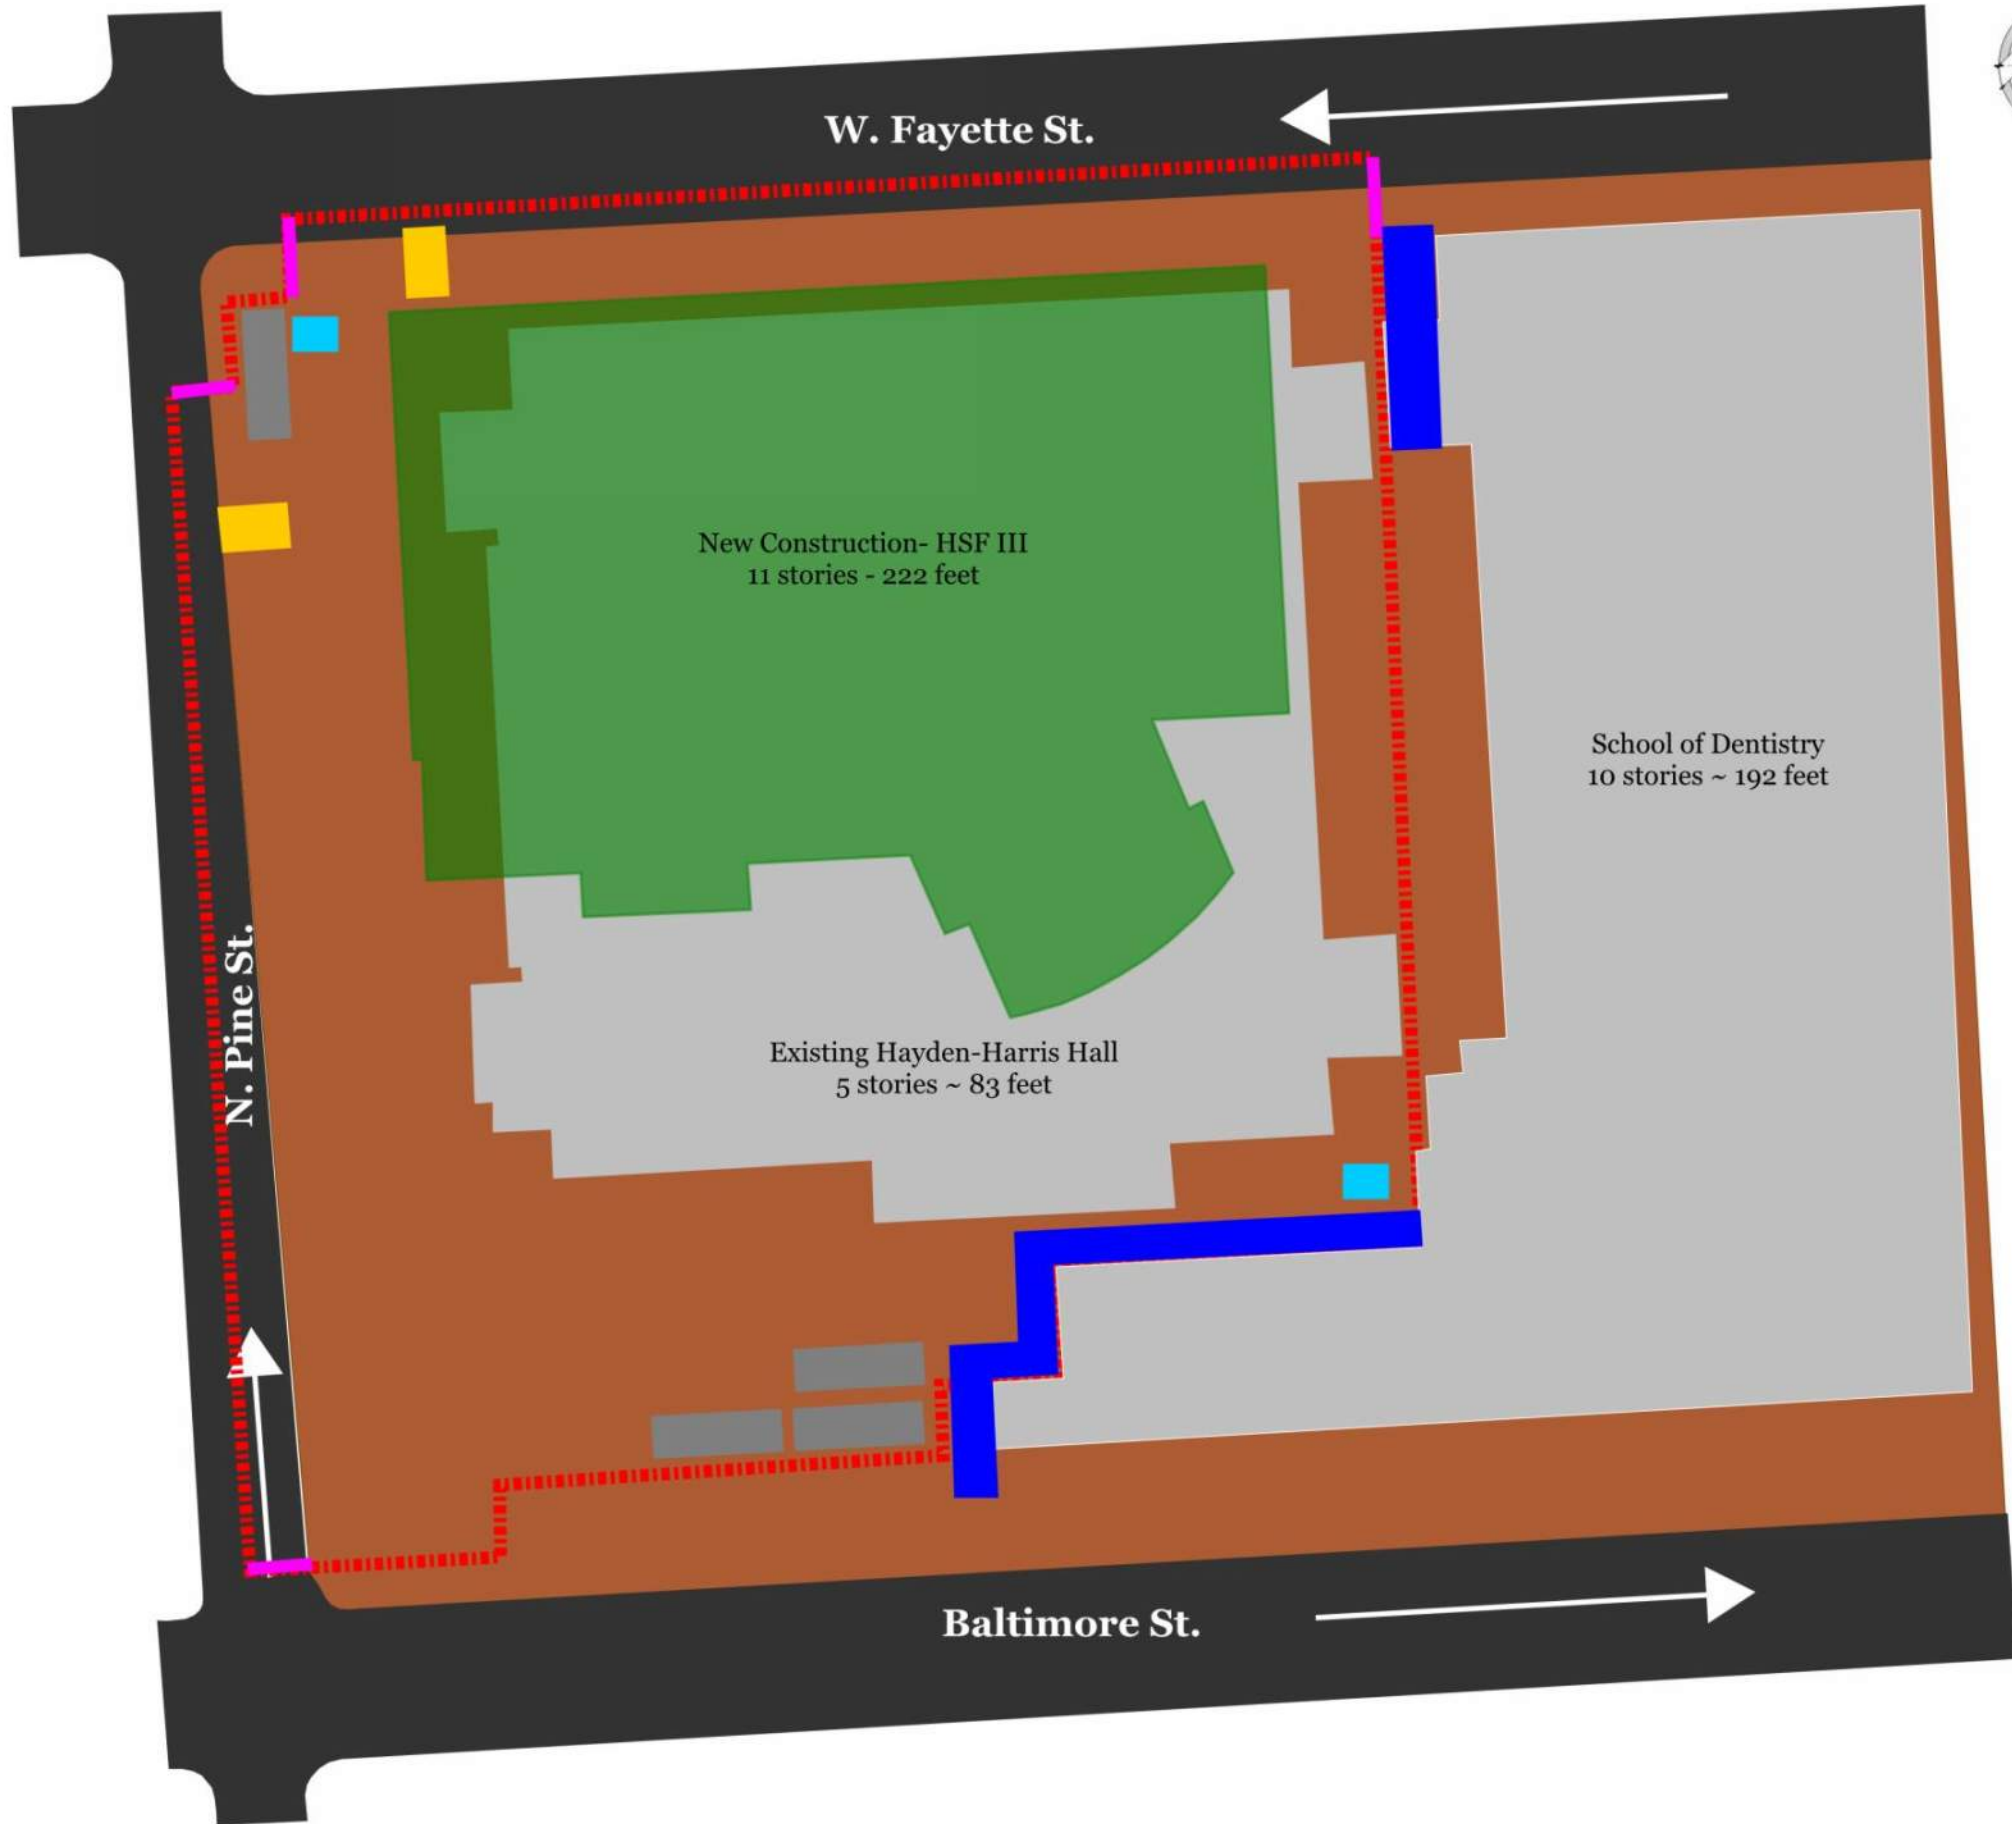 W. Fayette St.
New Construction- HSF III
11 stories - 222 feet
School of Dentistry
10 stories ~ 192 feet
N. Pine St.
Existing Hayden-Harris Hall
5 stories ~ 83 feet
Baltimore St.